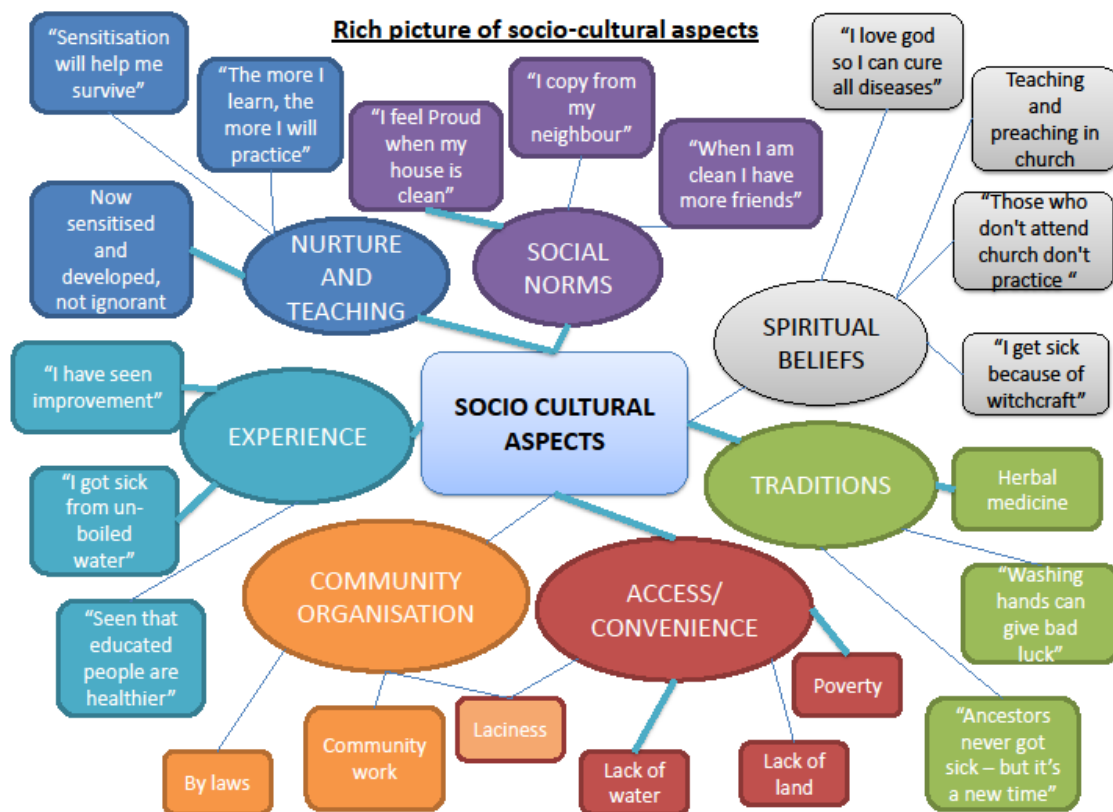 Rich picture of socio-cultural aspects
“Sensitisation
will help me
survive”
“The more I
learn, the
more I will
practice”
“I feel Proud
when my
house is
clean”
“I copy from
my
neighbour”
“When I am
clean I have
more friends”
“I love god
so I can cure
all diseases”
Teaching
and
preaching in
church
“Those who
don't attend
church don't
practice “
“I get sick
because of
witchcraft”
Now
sensitised
and
developed,
not ignorant
NURTURE
AND
TEACHING
SOCIAL
NORMS
SPIRITUAL
BELIEFS
“I have seen
improvement”
EXPERIENCE
SOCIO CULTURAL
ASPECTS
TRADITIONS
Herbal
medicine
“I got sick
from un-
boiled
water”
COMMUNITY
ORGANISATION
ACCESS/
CONVENIENCE
“Washing
hands can
give bad
luck”
“Seen that
educated
people are
healthier”
By laws
Community
work
Laciness
Lack of
water
Lack of
land
Poverty
“Ancestors
never got
sick – but it’s
a new time”